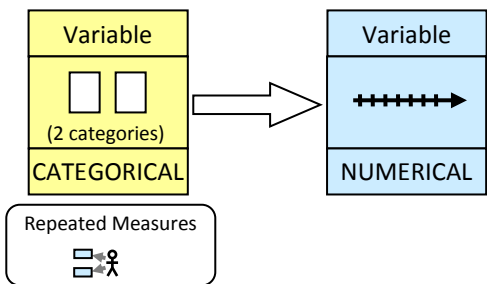 Variable
(2 categories)
CATEGORICAL
Repeated Measures
Variable
NUMERICAL